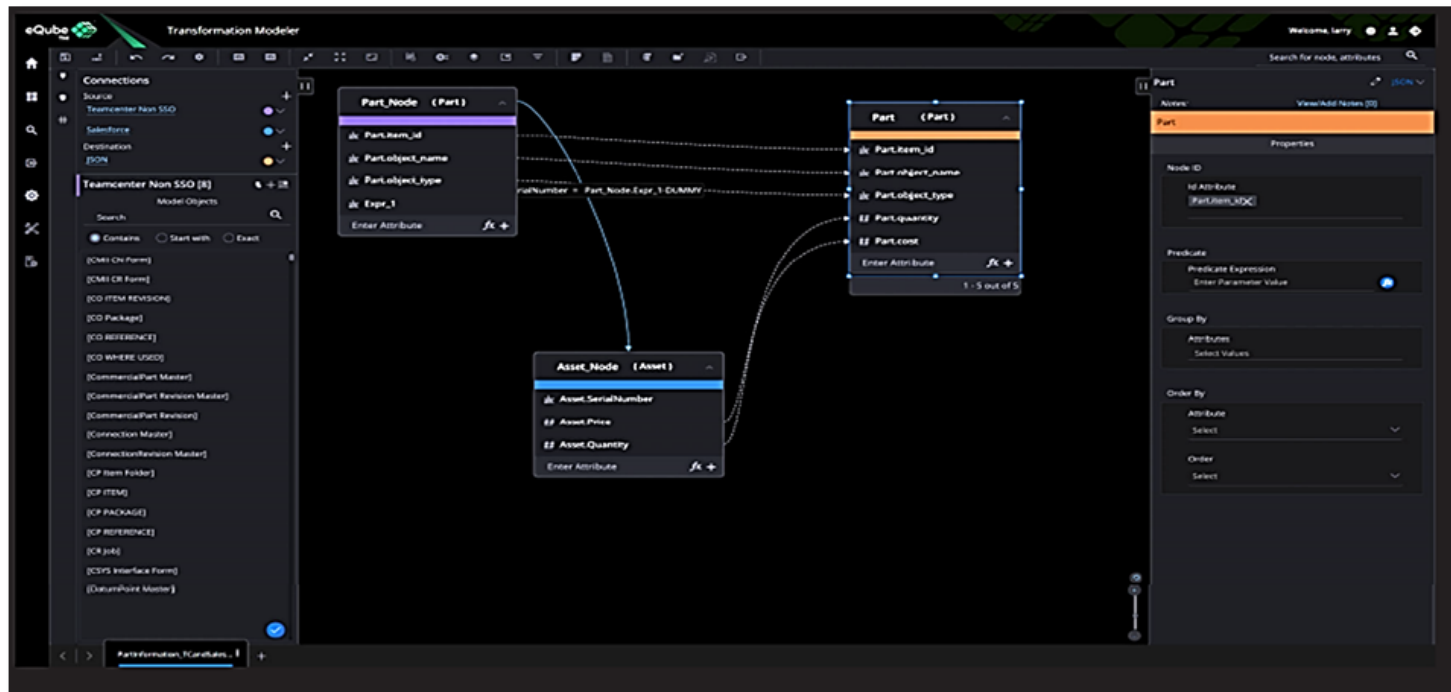 eQube
Transformation Modeler
Welcome, larry
Search for node, attributes
Connections
Source
Teamcenter Non SSO
Salesforce
Destination
JSON
Teamcenter Non SSO [8]
Model Objects
Search
Contains Start with Exact
[CMII CN Form]
[CMII CR Form]
[CO ITEM REVISION]
[CO Package]
[CO REFERENCE]
[CO WHERE USED]
[CommercialPart Master]
[CommercialPart Revision Master]
[CommercialPart Revision]
[Connection Master]
[ConnectionRevision Master]
[CP Item Folder]
[CP ITEM]
[CP PACKAGE]
[CP REFERENCE]
[CR Job]
[CSYS Interface Form]
[DatumPoint Master]
PartInformation_TCandSales..
Part_Node (Part)
Part.item_id
Part.object_name
Part.object_type
Expr_1
Enter Attribute fx +
rialNumber = Part_Node.Expr_1-DUMMY
Asset_Node (Asset)
Asset.SerialNumber
Asset.Price
Asset.Quantity
Enter Attribute fx +
Part (Part)
Part.item_id
Part.object_name
Part.object_type
Part.quantity
Part.cost
Enter Attribute fx +
1 - 5 out of 5
Part
JSON
Notes: View/Add Notes [0]
Part
Properties
Node ID
Id Attribute
Part.item_id
Predicate
Predicate Expression
Enter Parameter Value
Group By
Attributes
Select Values
Order By
Attribute
Select
Order
Select